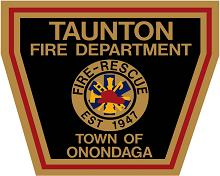 TAUNTON
FIRE DEPARTMENT
FIRE-RESCUE
EST 1947
TOWN OF
ONONDAGA